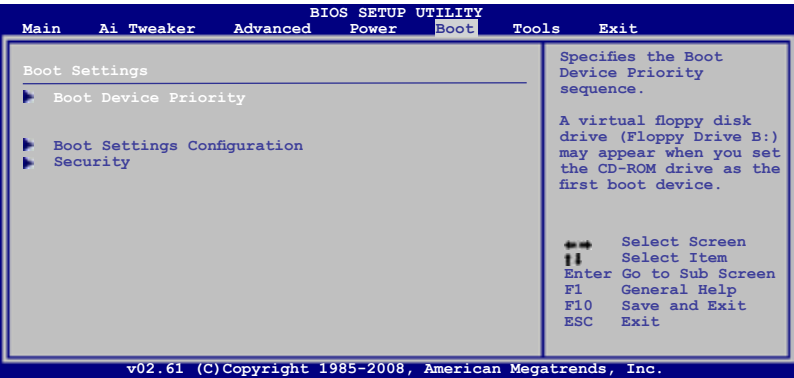 BIOS SETUP UTILITY
Main Ai Tweaker Advanced Power Boot Tools Exit
Boot Settings
Boot Device Priority
Boot Settings Configuration
Security
Specifies the Boot
Device Priority
sequence.
A virtual floppy disk
drive (Floppy Drive B:)
may appear when you set
the CD-ROM drive as the
first boot device.
Select Screen
Select Item
Enter Go to Sub Screen
F1 General Help
F10 Save and Exit
ESC Exit
v02.61 (C)Copyright 1985-2008, American Megatrends, Inc.